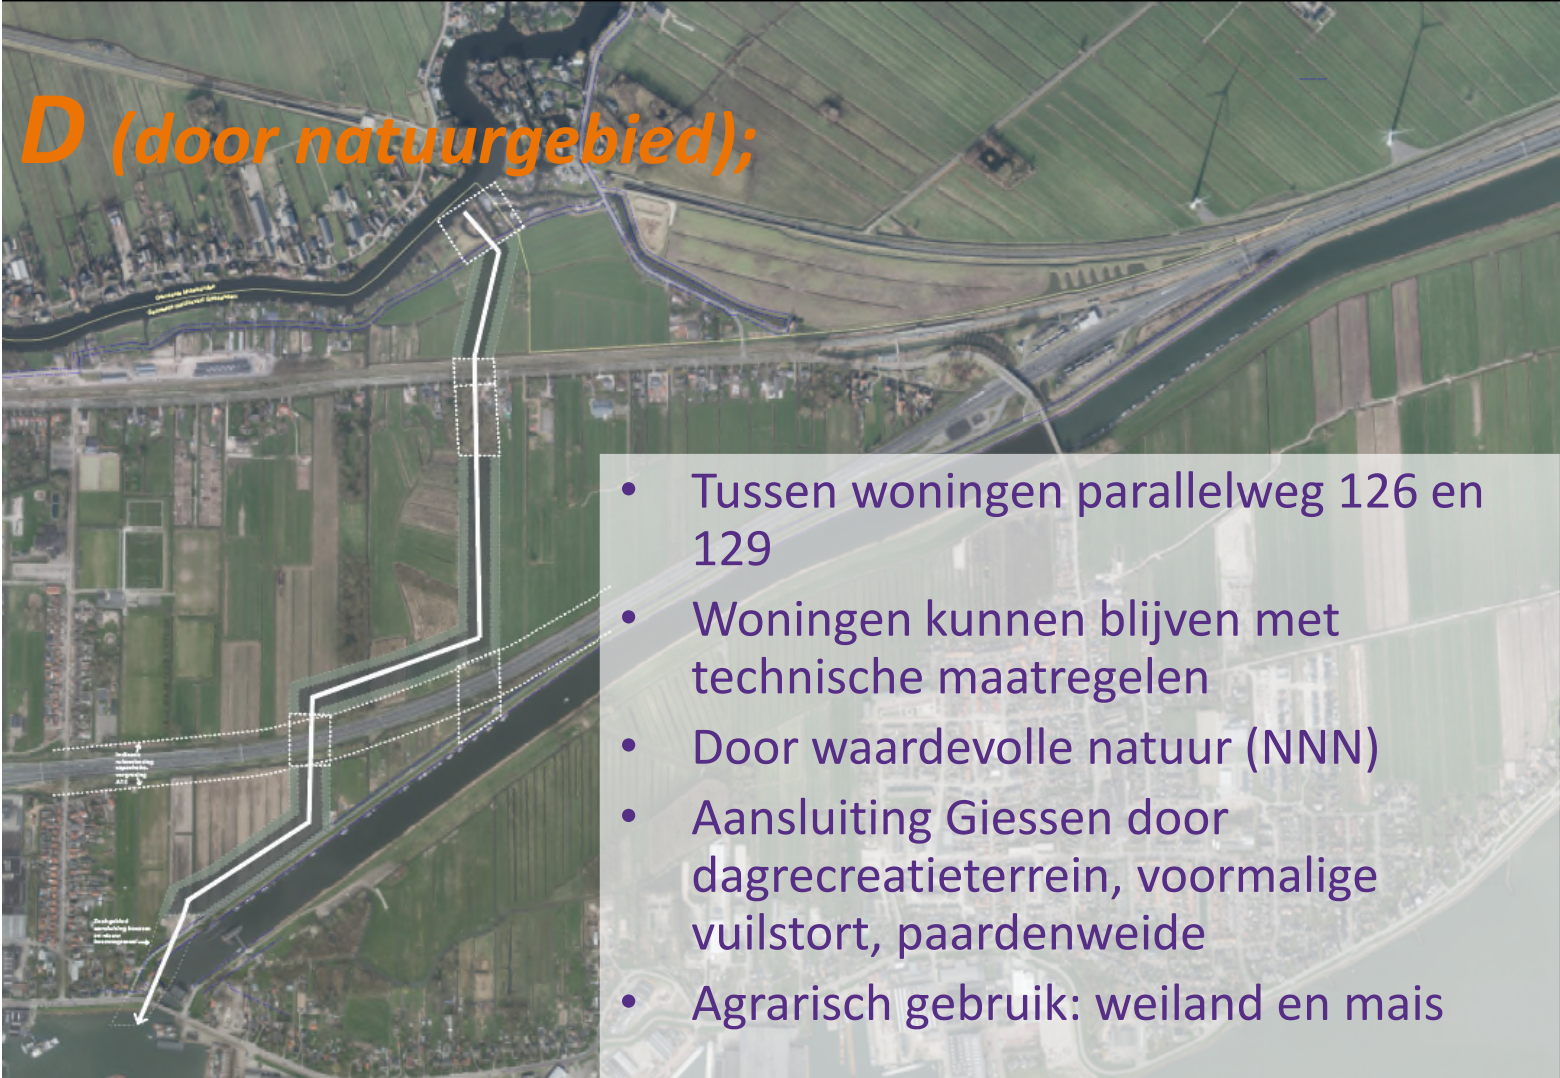 D (door natuurgebied);
• Tussen woningen parallelweg 126 en
129
• Woningen kunnen blijven met
technische maatregelen
• Door waardevolle natuur (NNN)
• Aansluiting Giessen door
dagrecreatieterrein, voormalige
vuilstort, paardenweide
• Agrarisch gebruik: weiland en mais